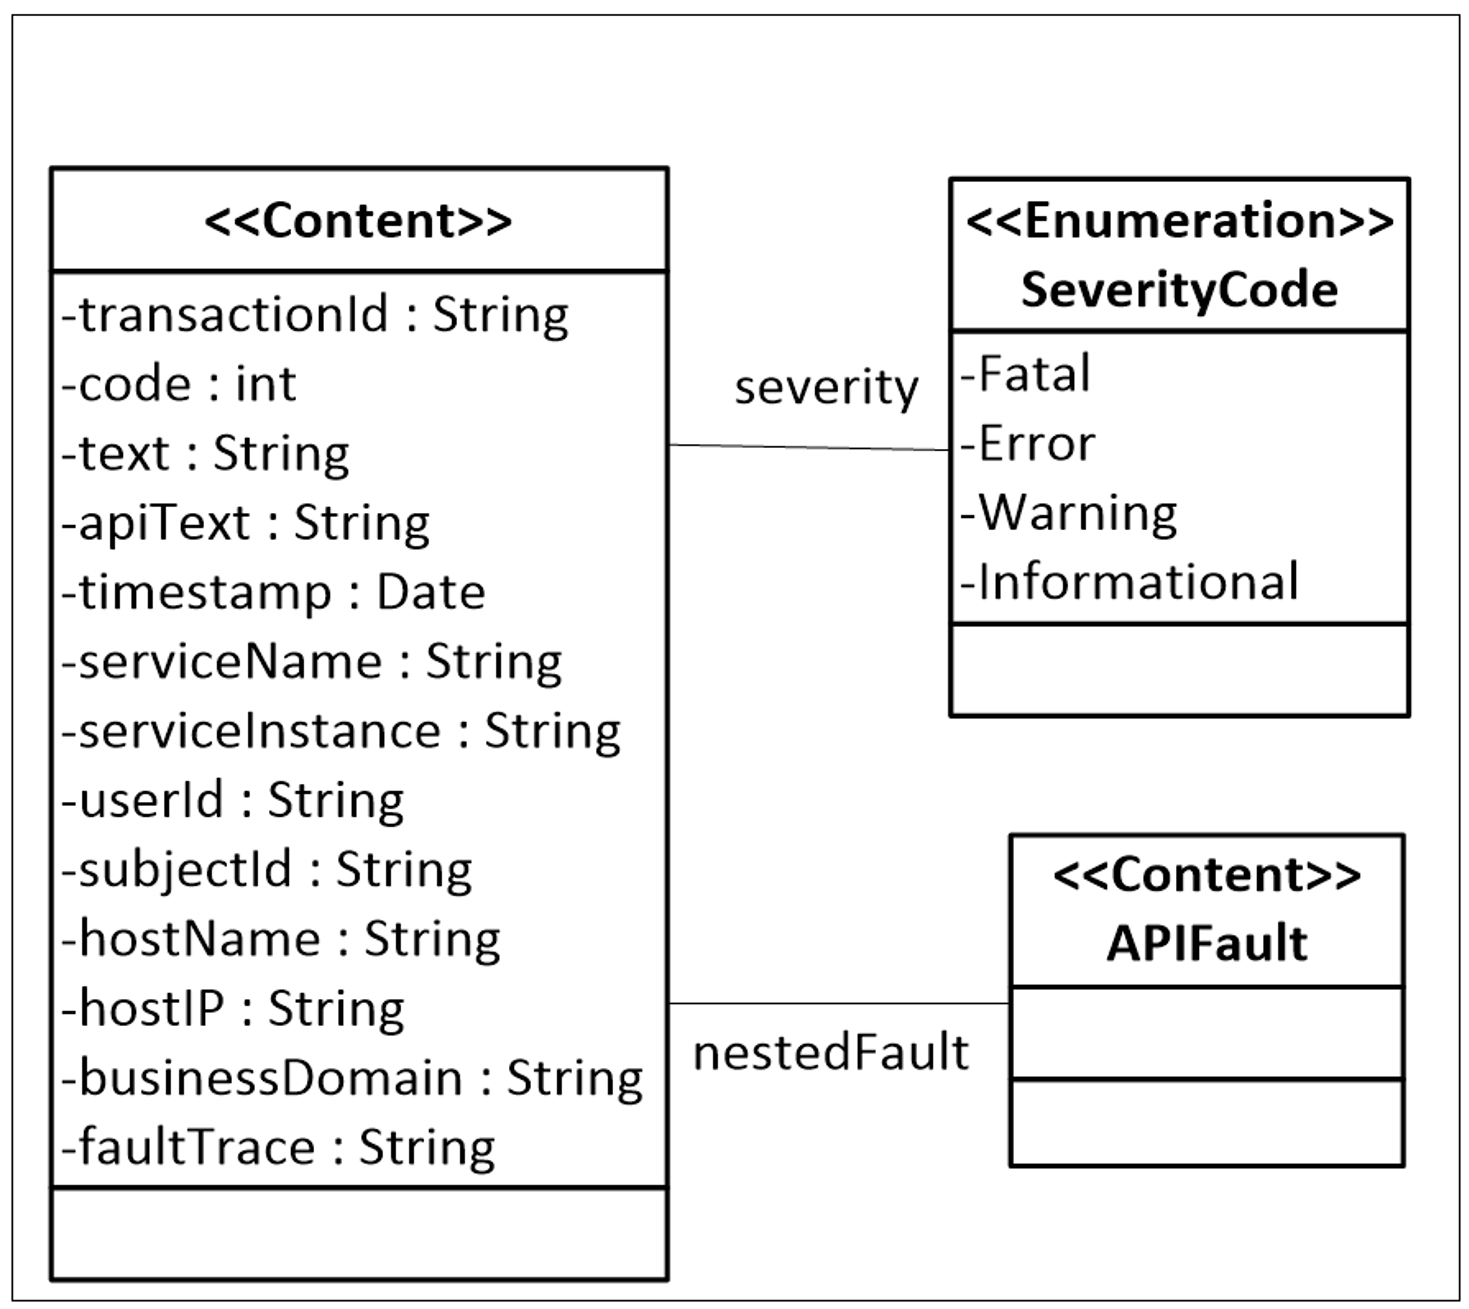 <<Content>>
-transactionId : String
-code : int
-text : String
-apiText : String
-timestamp : Date
-serviceName : String
-serviceInstance : String
-userId : String
-subjectId : String
-hostName : String
-hostIP : String
-businessDomain : String
-faultTrace : String
severity
<<Enumeration>>
SeverityCode
-Fatal
-Error
-Warning
-Informational
nestedFault
<<Content>>
APIFault